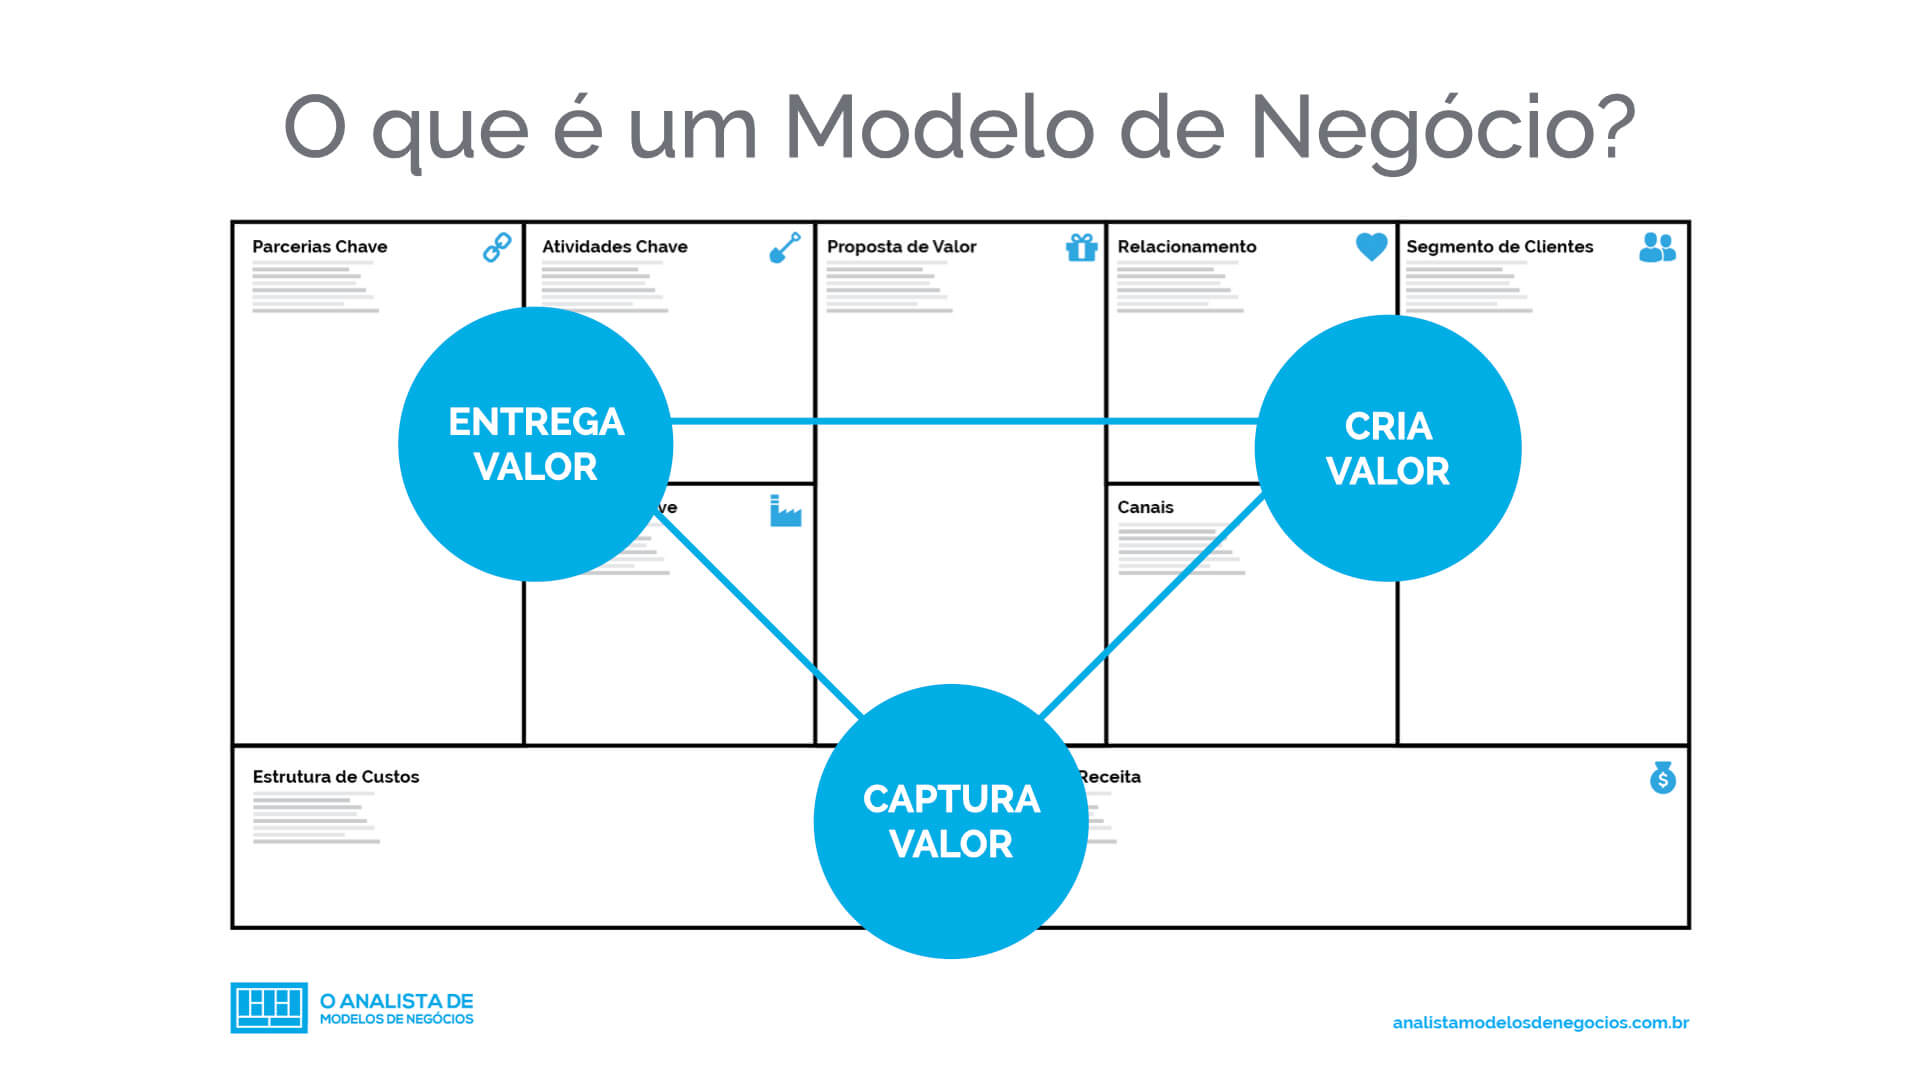 O que é um Modelo de Negócio?
Parcerias Chave
Atividades Chave
Proposta de Valor
Relacionamento
Segmento de Clientes
ENTREGA
VALOR
CRIA
VALOR
ve
Canais
CAPTURA
VALOR
Estrutura de Custos
Receita
$
O ANALISTA DE
MODELOS DE NEGÓCIOS
analistamodelosdenegocios.com.br